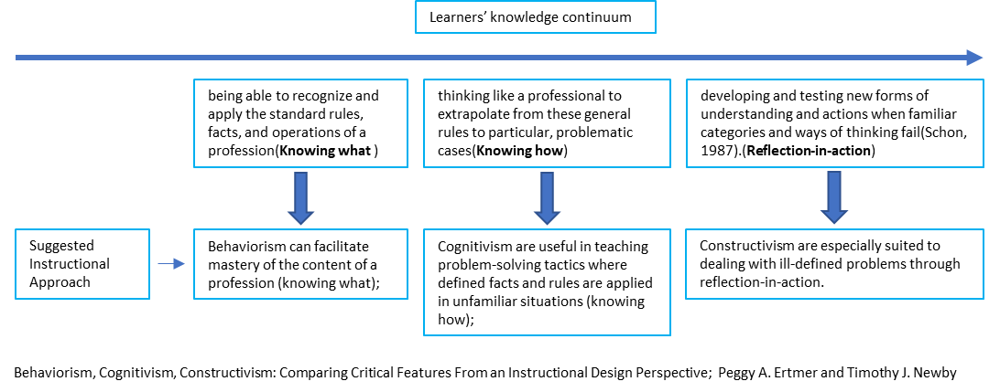 Learners' knowledge continuum
being able to recognize and
apply the standard rules,
facts, and operations of
a profession(Knowing what )
thinking like a professional to
extrapolate from these general
rules to particular, problematic
cases(Knowing how)
developing and testing new forms of
understanding and actions when familiar
categories and ways of thinking fail(Schon,
1987).(Reflection-in-action)
Suggested
Instructional
Approach
Behaviorism can facilitate
mastery of the content of a
profession (knowing what);
Cognitivism are useful in teaching
problem-solving tactics where
defined facts and rules are applied
in unfamiliar situations (knowing
how);
Constructivism are especially suited to
dealing with ill-defined problems through
reflection-in-action.
Behaviorism, Cognitivism, Constructivism: Comparing Critical Features From an Instructional Design Perspective;  Peggy A. Ertmer and Timothy J. Newby